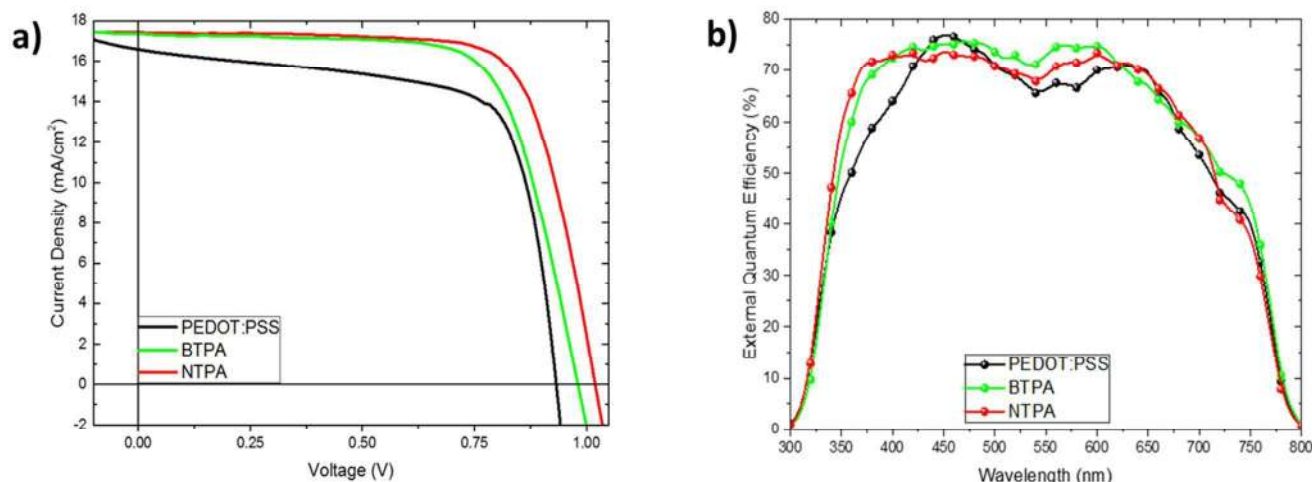 a)
Current Density (mA/cm²)
18
16
14
12
10
8
6
4
2
0
-2
PEDOT:PSS
BTPA
NTPA
0.00 0.25 0.50 0.75 1.00
Voltage (V)
b)
External Quantum Efficiency (%)
80
70
60
50
40
30
20
10
0
PEDOT:PSS
BTPA
NTPA
300 350 400 450 500 550 600 650 700 750 800
Wavelength (nm)